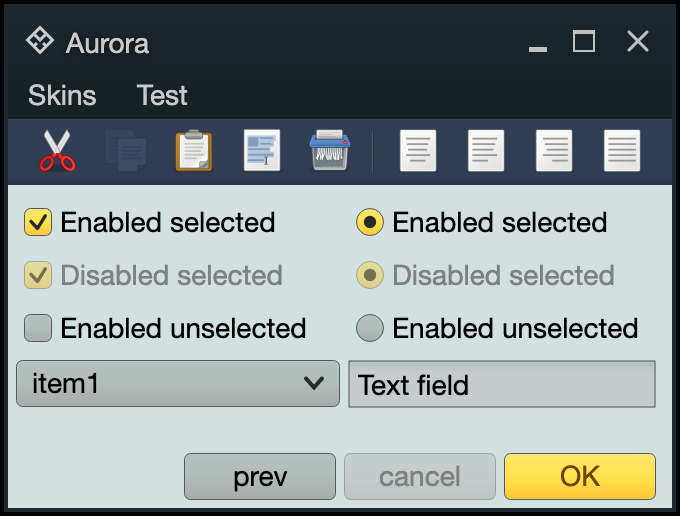 Aurora
Skins Test
Enabled selected Enabled selected
Disabled selected Disabled selected
Enabled unselected Enabled unselected
item1 Text field
prev cancel OK